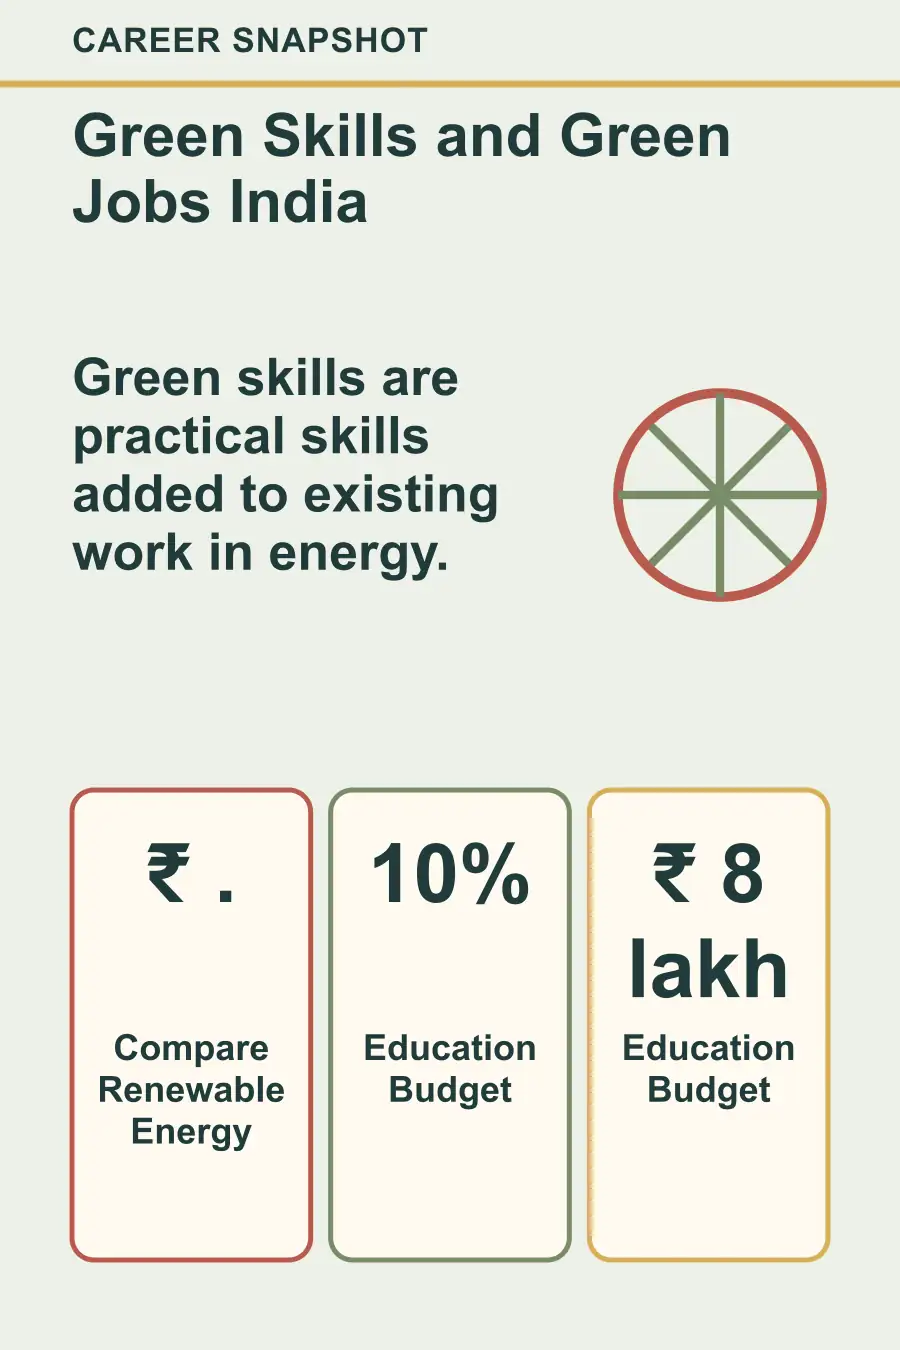 CAREER SNAPSHOT
Green Skills and Green
Jobs India
Green skills are
practical skills
added to existing
work in energy.
₹ .
Compare
Renewable
Energy
10%
Education
Budget
₹ 8
lakh
Education
Budget